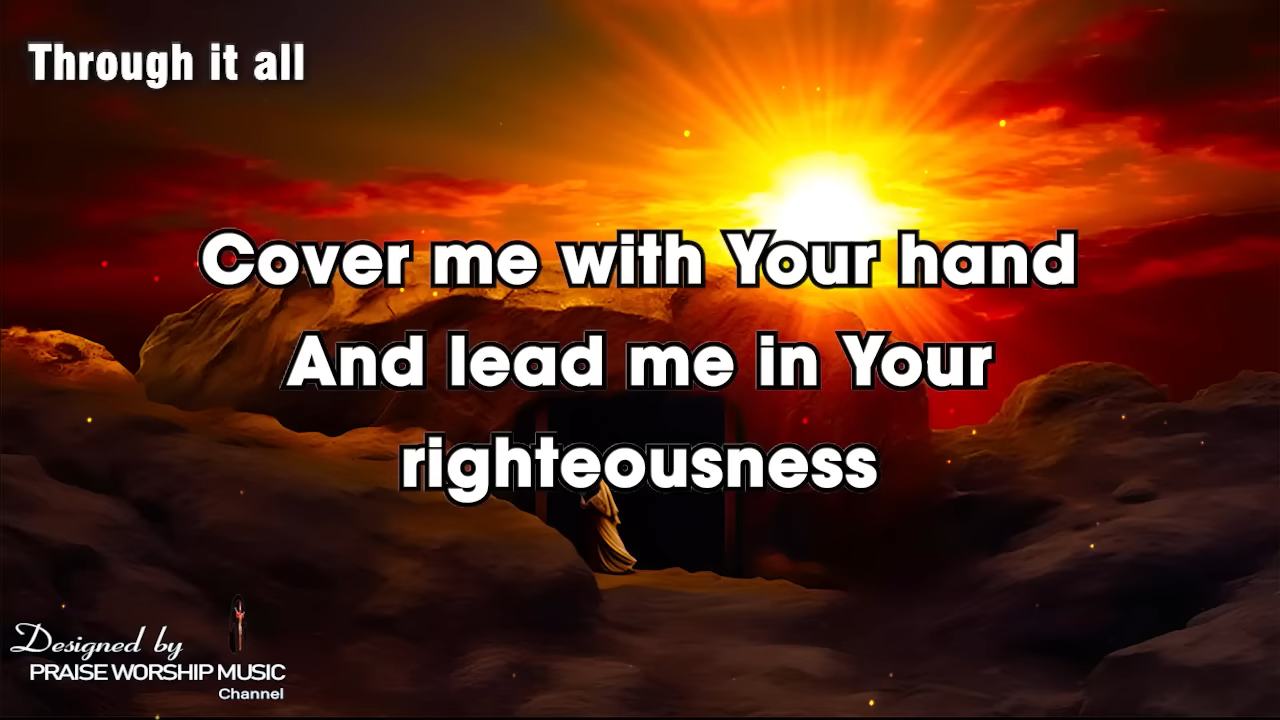 Through it all
Cover me with Your hand
And lead me in Your
righteousness
Designed by
PRAISE WORSHIP MUSIC
Channel